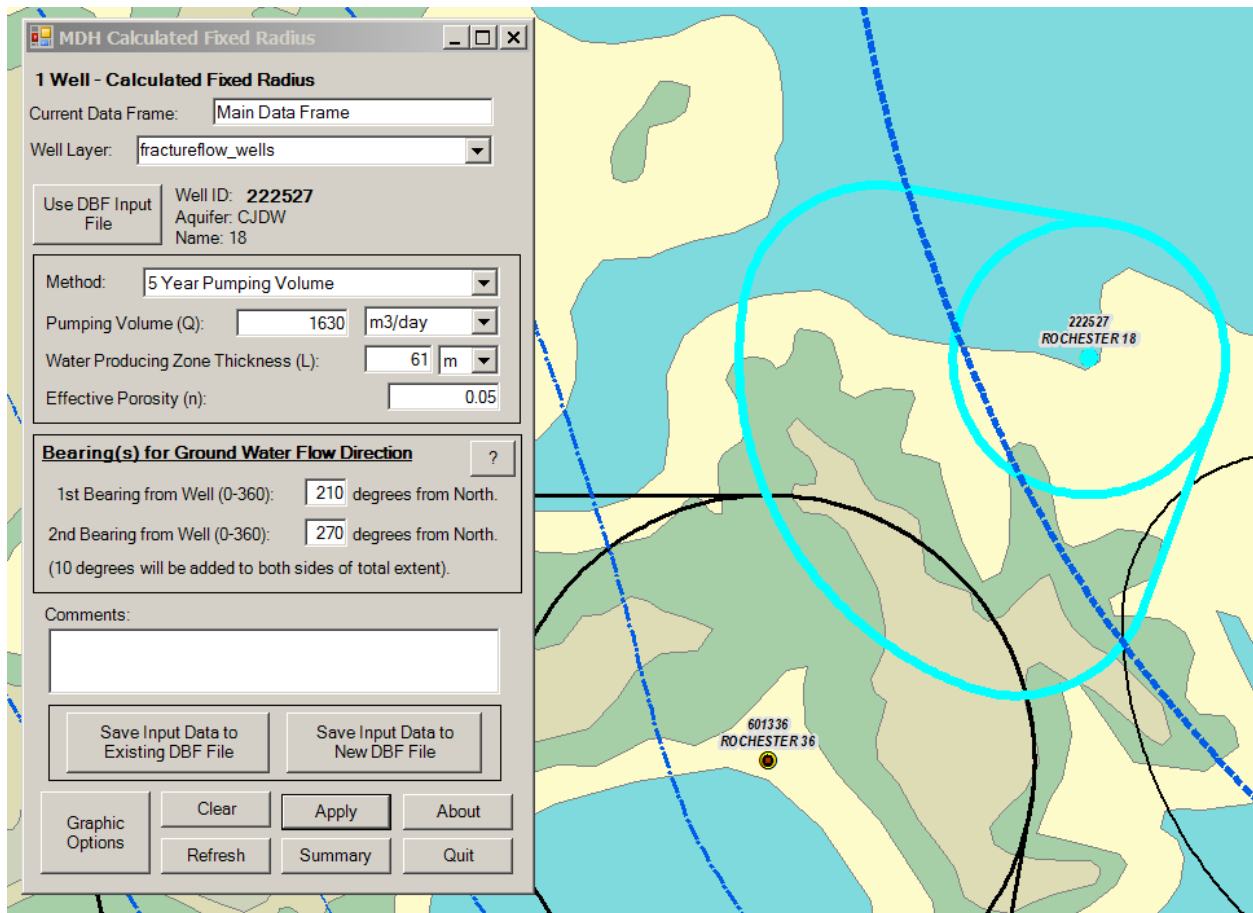 MDH Calculated Fixed Radius
1 Well - Calculated Fixed Radius
Current Data Frame: Main Data Frame
Well Layer: fractureflow_wells
Use DBF Input
File
Well ID: 222527
Aquifer: CJDW
Name: 18
Method: 5 Year Pumping Volume
Pumping Volume (Q): 1630 m3/day
Water Producing Zone Thickness (L): 61 m
Effective Porosity (n): 0.05
Bearing(s) for Ground Water Flow Direction ?
1st Bearing from Well (0-360): 210 degrees from North.
2nd Bearing from Well (0-360): 270 degrees from North.
(10 degrees will be added to both sides of total extent).
Comments:
Save Input Data to
Existing DBF File
Save Input Data to
New DBF File
Graphic
Options
Clear Apply About
Refresh Summary Quit
222527
ROCHESTER 18
601336
ROCHESTER 36